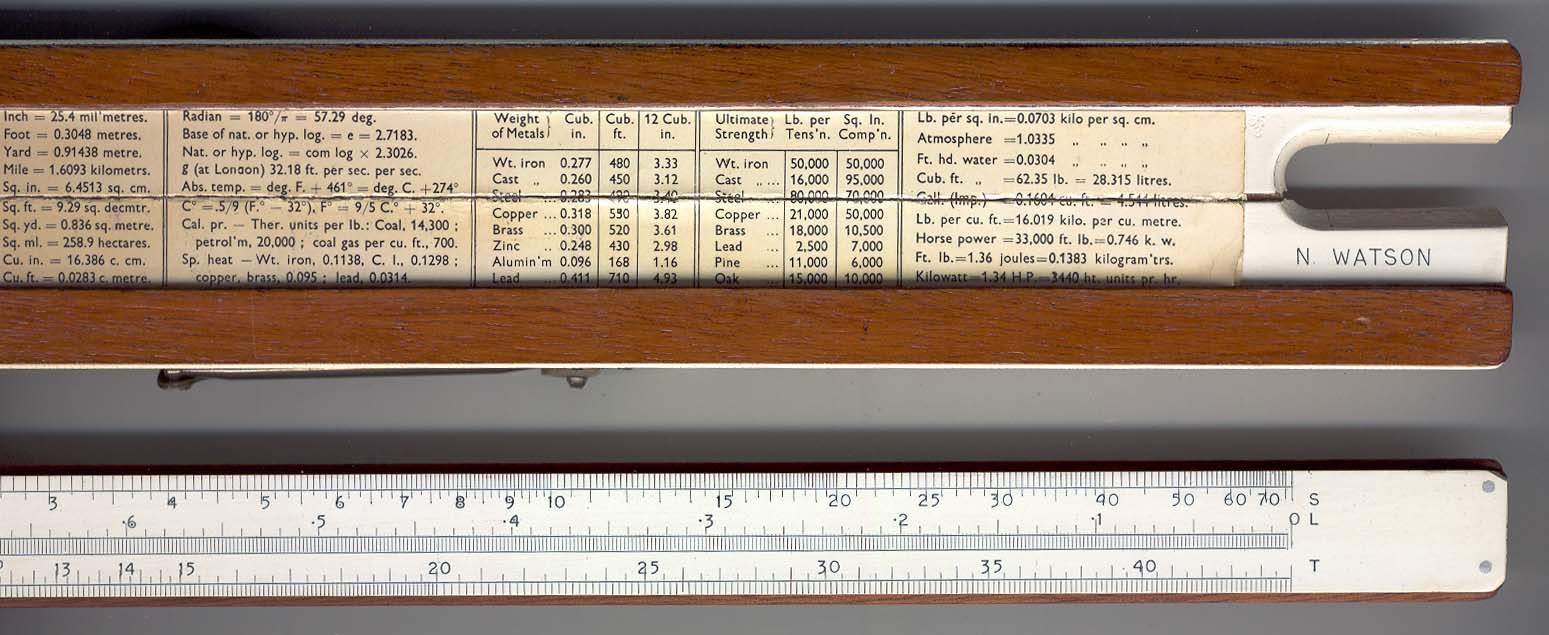 Inch = 25.4 mil'metres.
Foot = 0.3048 metres.
Yard = 0.91438 metre.
Mile = 1.6093 kilometrs.
Sq. in. = 6.4513 sq. cm.
Sq. ft. = 9.29 sq. decmtr.
Sq. yd. = 0.836 sq. metre.
Sq. ml. = 258.9 hectares.
Cu. in. = 16.386 c. cm.
Cu. ft. = 0.0283 c. metre.
Radian = 180°/π = 57.29 deg.
Base of nat. or hyp. log. = e = 2.7183.
Nat. or hyp. log. = com log × 2.3026.
g (at London) 32.18 ft. per sec. per sec.
Abs. temp. = deg. F. + 461° = deg. C. +274°
C° = .5/9 (F.° − 32°), F° = 9/5 C.° + 32°.
Cal. pr. — Ther. units per lb.: Coal, 14,300 ;
petrol'm, 20,000 ; coal gas per cu. ft., 700.
Sp. heat — Wt. iron, 0.1138, C. I., 0.1298 ;
copper, brass, 0.095 ; lead, 0.0314.
Weight } Cub. Cub. 12 Cub.
of Metals } in. ft. in.
Wt. iron 0.277 480 3.33
Cast „ 0.260 450 3.12
Steel ... 0.283 490 3.40
Copper ... 0.318 550 3.82
Brass ... 0.300 520 3.61
Zinc .. 0.248 430 2.98
Alumin'm 0.096 168 1.16
Lead ... 0.411 710 4.93
Ultimate } Lb. per Sq. In.
Strength } Tens'n. Comp'n.
Wt. iron 50,000 50,000
Cast „ ... 16,000 95,000
Steel ... 80,000 70,000
Copper ... 21,000 50,000
Brass ... 18,000 10,500
Lead ... 2,500 7,000
Pine ... 11,000 6,000
Oak ... 15,000 10,000
Lb. per sq. in.=0.0703 kilo per sq. cm.
Atmosphere =1.0335 „ „ „ „
Ft. hd. water =0.0304 „ „ „ „
Cub. ft. „ =62.35 lb. = 28.315 litres.
Gall. (Imp.) =0.1604 cu. ft. = 4.544 litres.
Lb. per cu. ft.=16.019 kilo. per cu. metre.
Horse power =33,000 ft. lb.=0.746 k. w.
Ft. lb.=1.36 joules=0.1383 kilogram'trs.
Kilowatt=1.34 H.P.=3440 ht. units pr. hr.
N. WATSON
3 4 5 6 7 8 9 10 15 20 25 30 40 50 60 70 S
·6 ·5 ·4 ·3 ·2 ·1 0 L
13 14 15 20 25 30 35 40 T